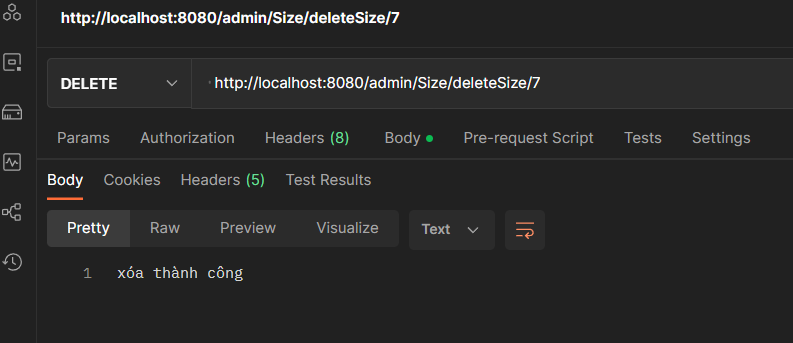 http://localhost:8080/admin/Size/deleteSize/7
DELETE http://localhost:8080/admin/Size/deleteSize/7
Params Authorization Headers (8) Body Pre-request Script Tests Settings
Body Cookies Headers (5) Test Results
Pretty Raw Preview Visualize Text
1 xóa thành công